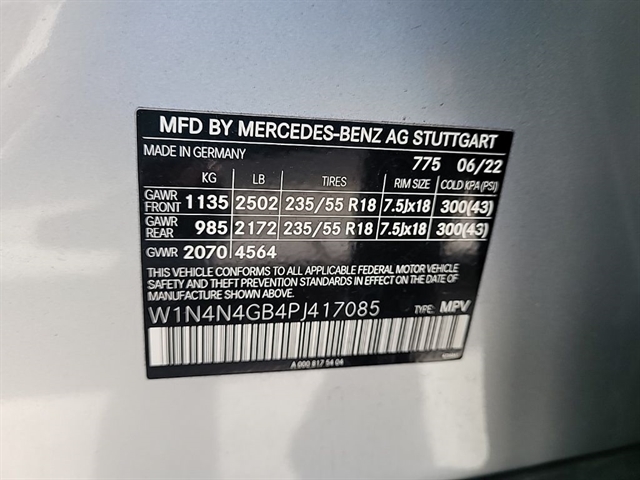 MFD BY MERCEDES-BENZ AG STUTTGART
MADE IN GERMANY 775 06/22
KG LB TIRES RIM SIZE COLD KPA (PSI)
GAWR FRONT 1135 2502 235/55 R18 7.5Jx18 300(43)
GAWR REAR 985 2172 235/55 R18 7.5Jx18 300(43)
GVWR 2070 4564
THIS VEHICLE CONFORMS TO ALL APPLICABLE FEDERAL MOTOR VEHICLE
SAFETY, BUMPER, AND THEFT PREVENTION STANDARDS IN EFFECT ON THE DATE OF
MANUFACTURE SHOWN ABOVE.
W1N4N4GB4PJ417085 TYPE: MPV
A 000 817 54 04